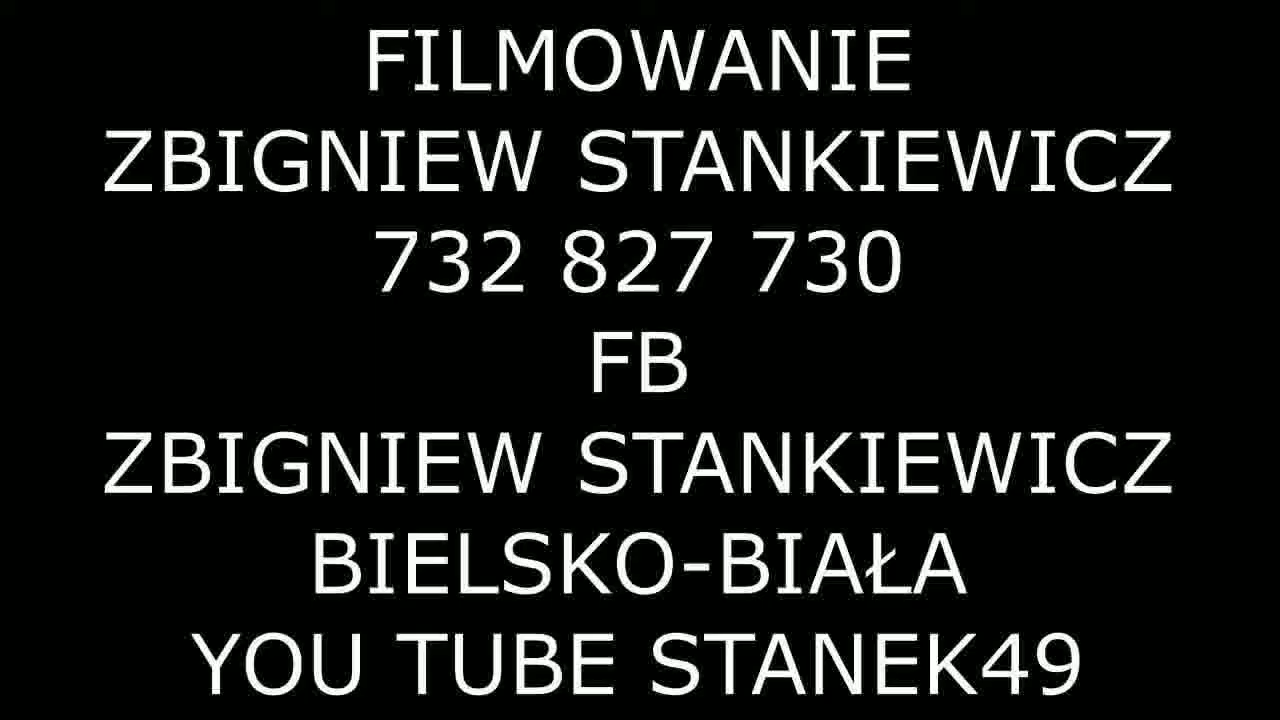 FILMOWANIE
ZBIGNIEW STANKIEWICZ
732 827 730
FB
ZBIGNIEW STANKIEWICZ
BIELSKO-BIAŁA
YOU TUBE STANEK49